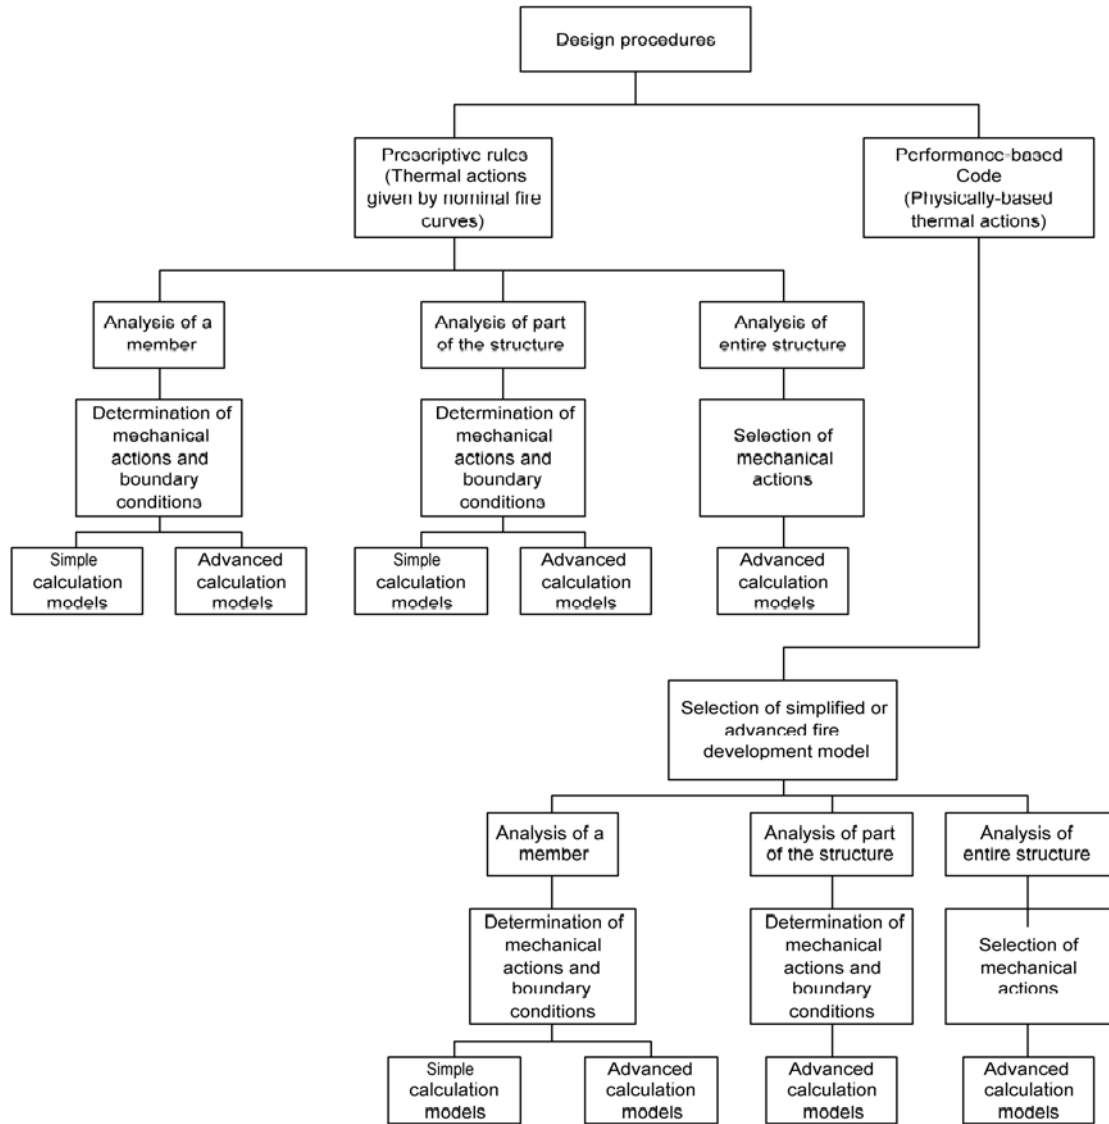 Design procedures
Prescriptive rules
(Thermal actions
given by nominal fire
curves)
Performance-based
Code
(Physically-based
thermal actions)
Analysis of a
member
Analysis of part
of the structure
Analysis of
entire structure
Determination of
mechanical
actions and
boundary
conditions
Determination of
mechanical
actions and
boundary
conditions
Selection of
mechanical
actions
Simple
calculation
models
Advanced
calculation
models
Simple
calculation
models
Advanced
calculation
models
Advanced
calculation
models
Selection of simplified or
advanced fire
development model
Analysis of a
member
Analysis of part
of the structure
Analysis of
entire structure
Determination of
mechanical
actions and
boundary
conditions
Determination of
mechanical
actions and
boundary
conditions
Selection of
mechanical
actions
Simple
calculation
models
Advanced
calculation
models
Advanced
calculation
models
Advanced
calculation
models